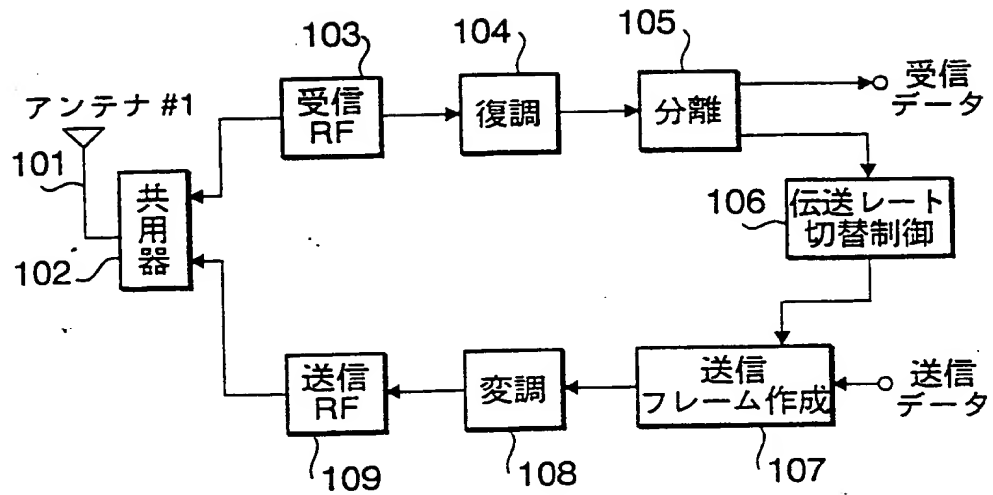 アンテナ #1
101
共用器
102
103
受信
RF
104
復調
105
分離
受信
データ
106
伝送レート
切替制御
送信
フレーム作成
107
送信
データ
変調
108
送信
RF
109